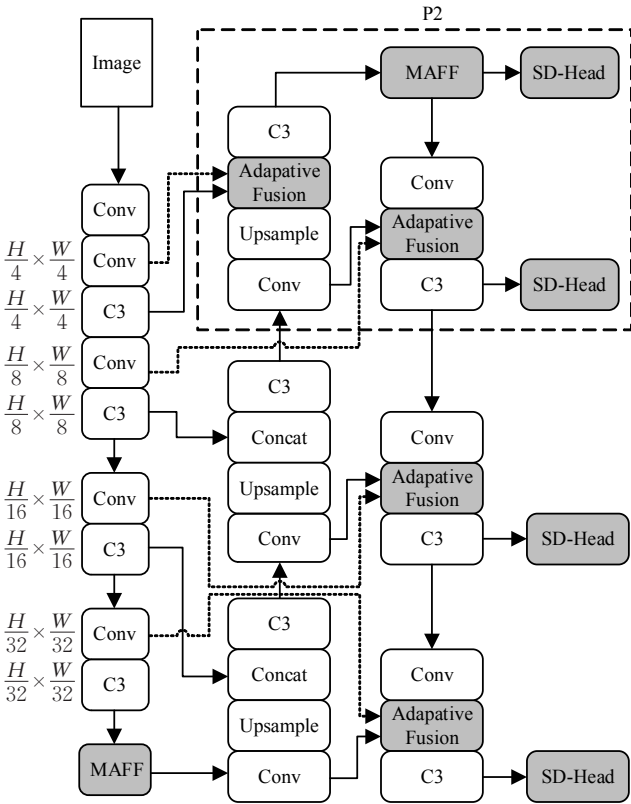 P2
Image
MAFF
SD-Head
C3
Adapative
Fusion
Upsample
Conv
Conv
Adapative
Fusion
C3
SD-Head
Conv
H/4 × W/4
Conv
H/4 × W/4
C3
H/8 × W/8
Conv
H/8 × W/8
C3
H/16 × W/16
Conv
H/16 × W/16
C3
H/32 × W/32
Conv
H/32 × W/32
C3
MAFF
C3
Concat
Upsample
Conv
C3
Concat
Upsample
Conv
Conv
Adapative
Fusion
C3
SD-Head
Conv
Adapative
Fusion
C3
SD-Head